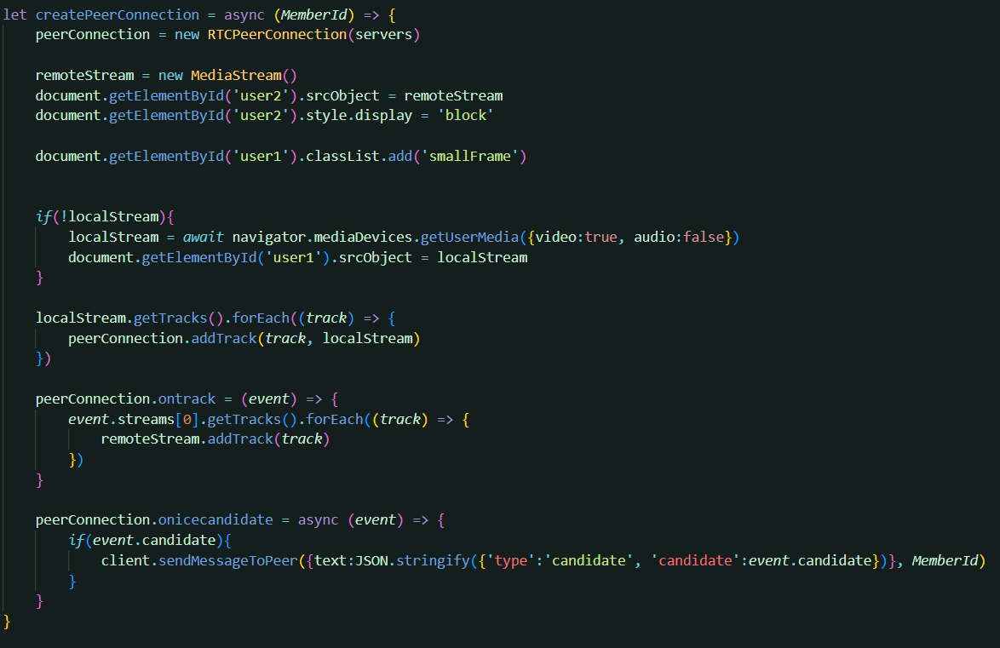 let createPeerConnection = async (MemberId) => {
    peerConnection = new RTCPeerConnection(servers)

    remoteStream = new MediaStream()
    document.getElementById('user2').srcObject = remoteStream
    document.getElementById('user2').style.display = 'block'

    document.getElementById('user1').classList.add('smallFrame')


    if(!localStream){
        localStream = await navigator.mediaDevices.getUserMedia({video:true, audio:false})
        document.getElementById('user1').srcObject = localStream
    }

    localStream.getTracks().forEach((track) => {
        peerConnection.addTrack(track, localStream)
    })

    peerConnection.ontrack = (event) => {
        event.streams[0].getTracks().forEach((track) => {
            remoteStream.addTrack(track)
        })
    }

    peerConnection.onicecandidate = async (event) => {
        if(event.candidate){
            client.sendMessageToPeer({text:JSON.stringify({'type':'candidate', 'candidate':event.candidate})}, MemberId)
        }
    }
}